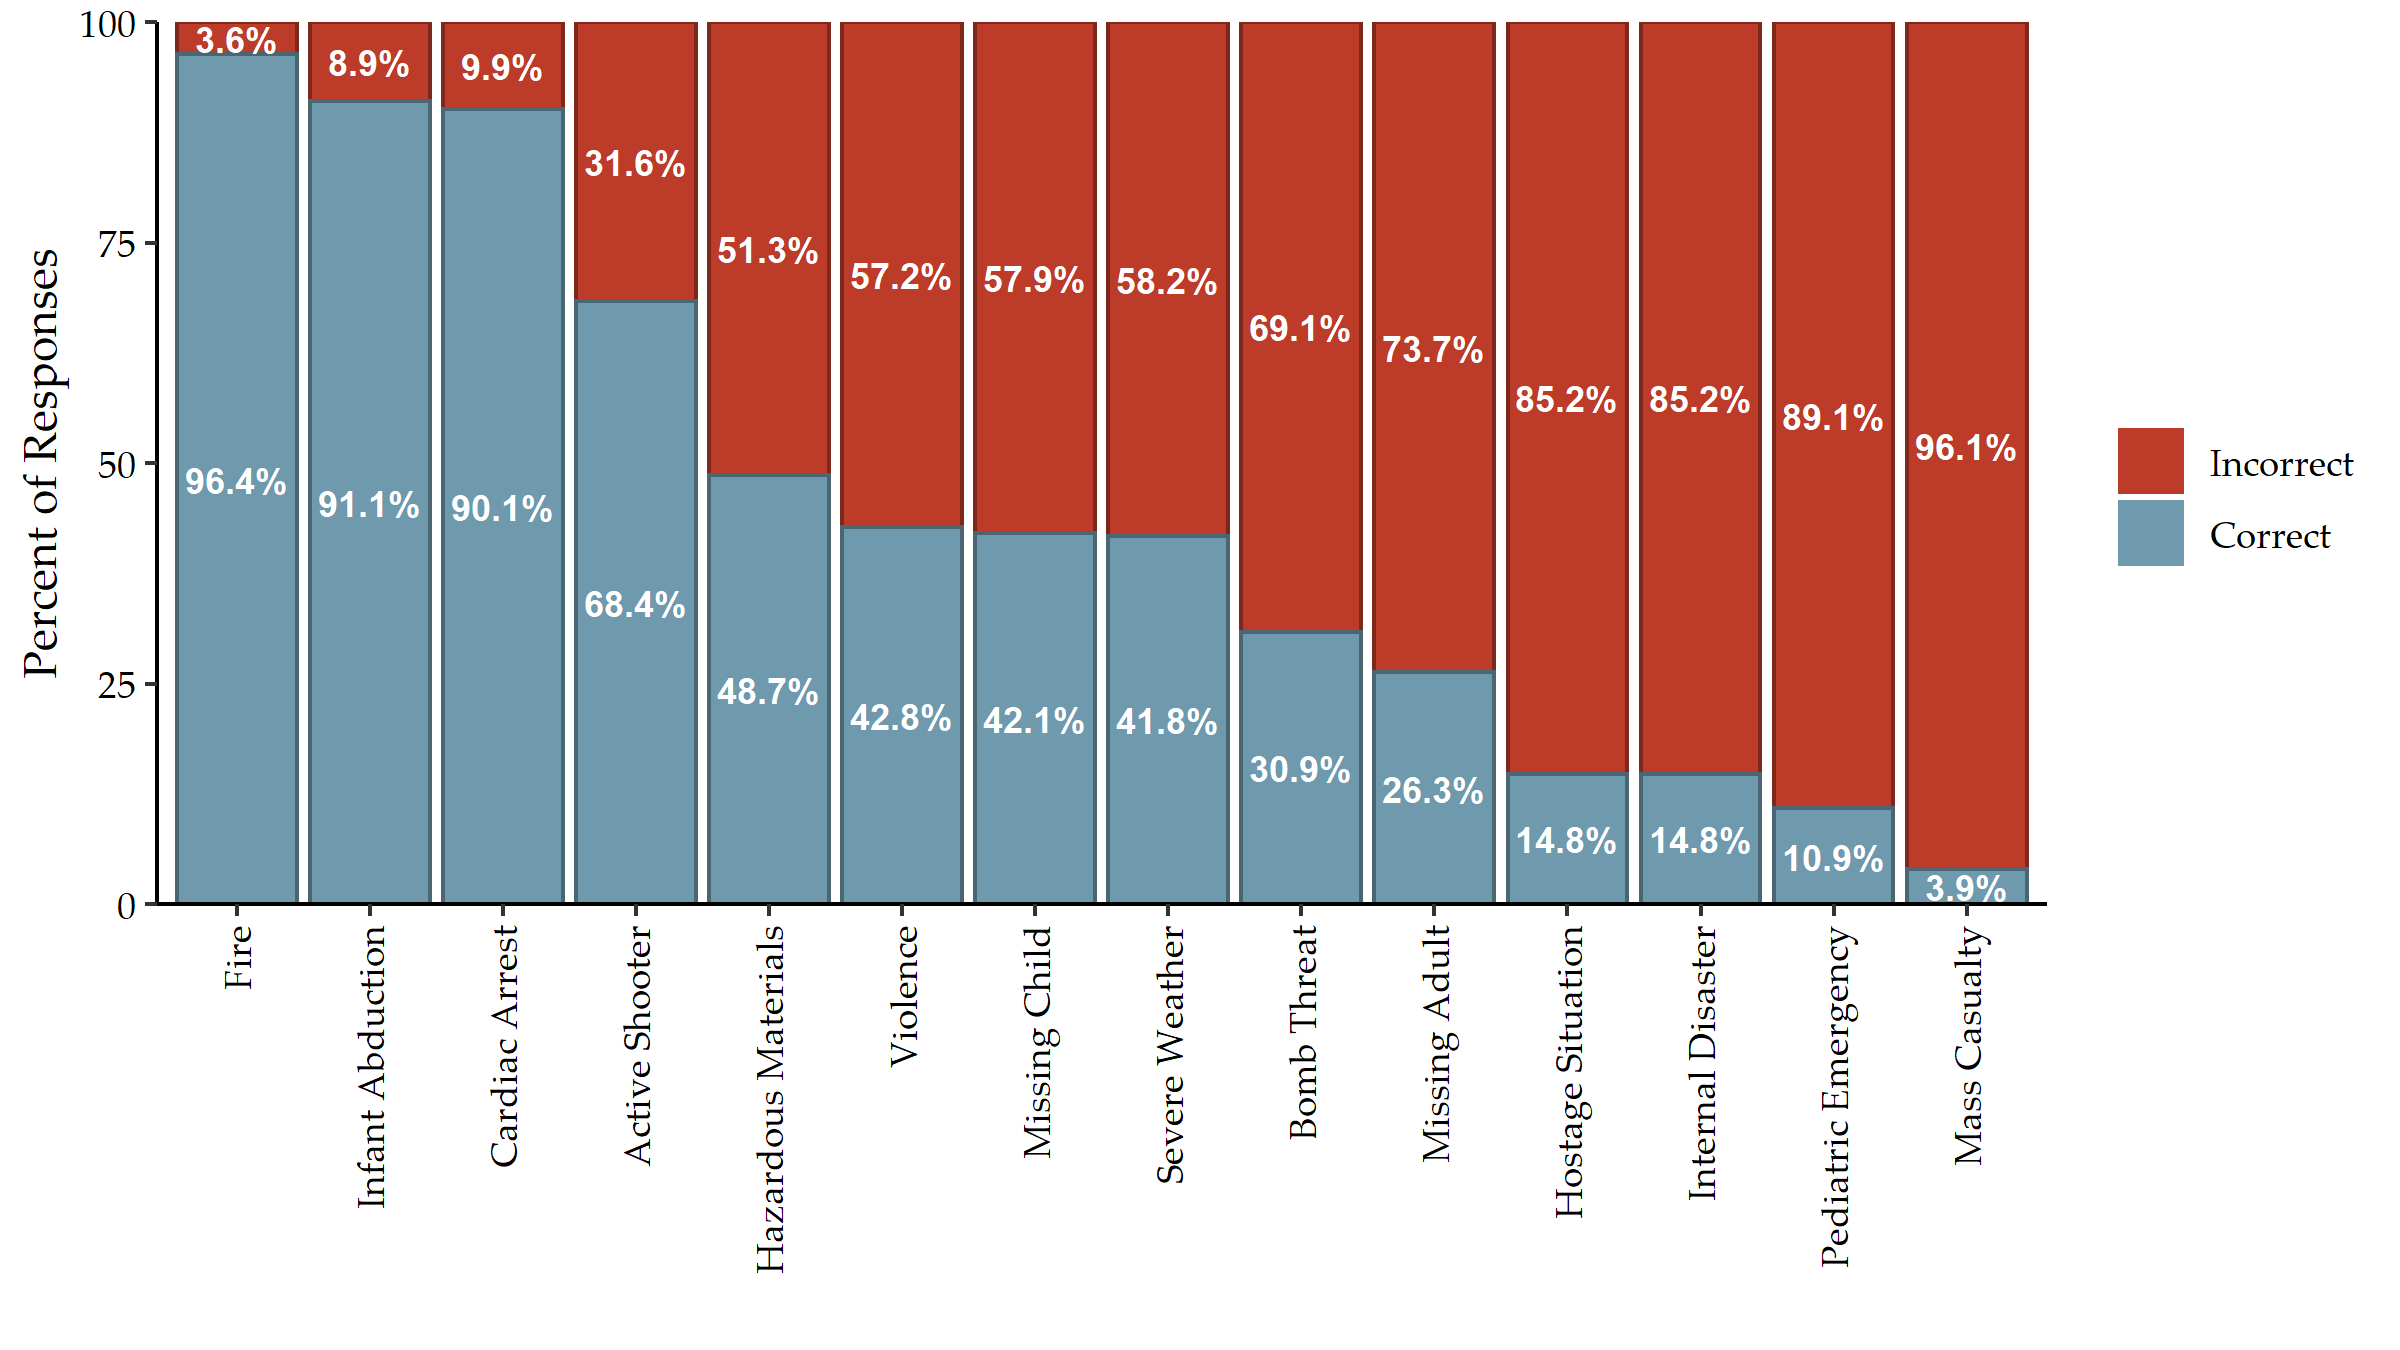 Percent of Responses
100
75
50
25
0
3.6%
8.9%
9.9%
31.6%
51.3%
57.2%
57.9%
58.2%
69.1%
73.7%
85.2%
85.2%
89.1%
96.1%
96.4%
91.1%
90.1%
68.4%
48.7%
42.8%
42.1%
41.8%
30.9%
26.3%
14.8%
14.8%
10.9%
3.9%
Fire
Infant Abduction
Cardiac Arrest
Active Shooter
Hazardous Materials
Violence
Missing Child
Severe Weather
Bomb Threat
Missing Adult
Hostage Situation
Internal Disaster
Pediatric Emergency
Mass Casualty
Incorrect
Correct